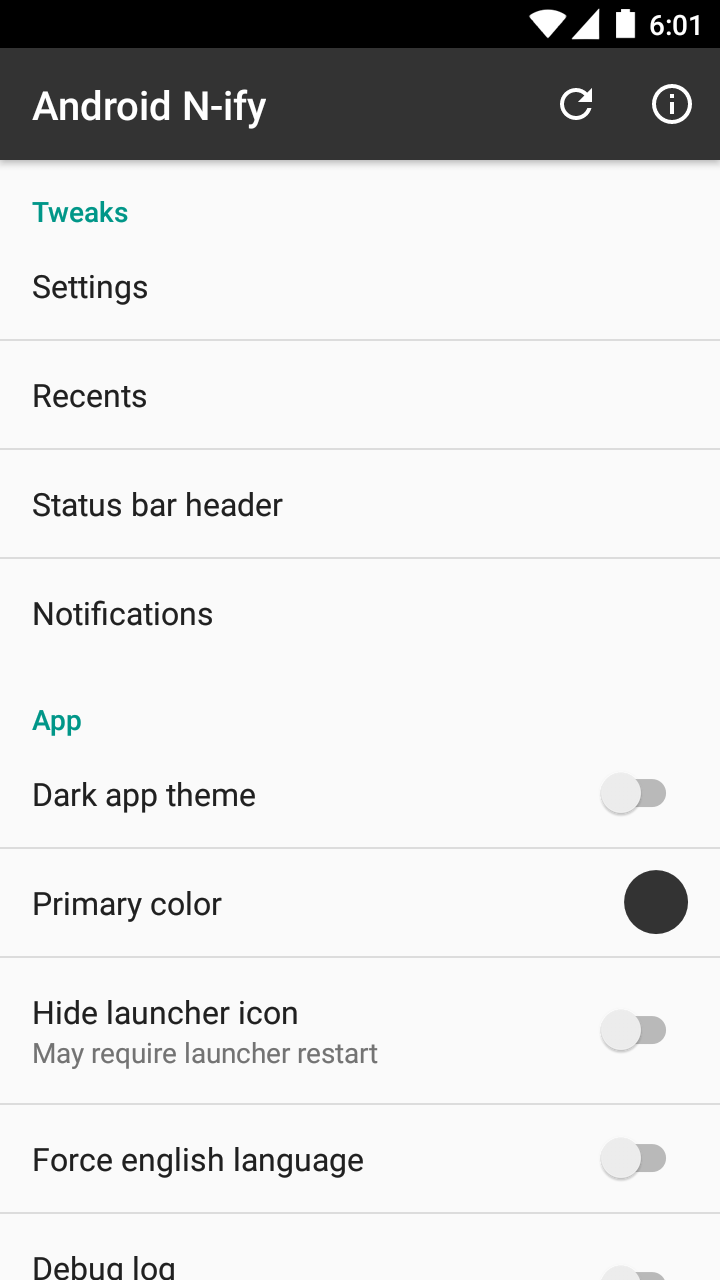 6:01
Android N-ify
Tweaks
Settings
Recents
Status bar header
Notifications
App
Dark app theme
Primary color
Hide launcher icon
May require launcher restart
Force english language
Debug log